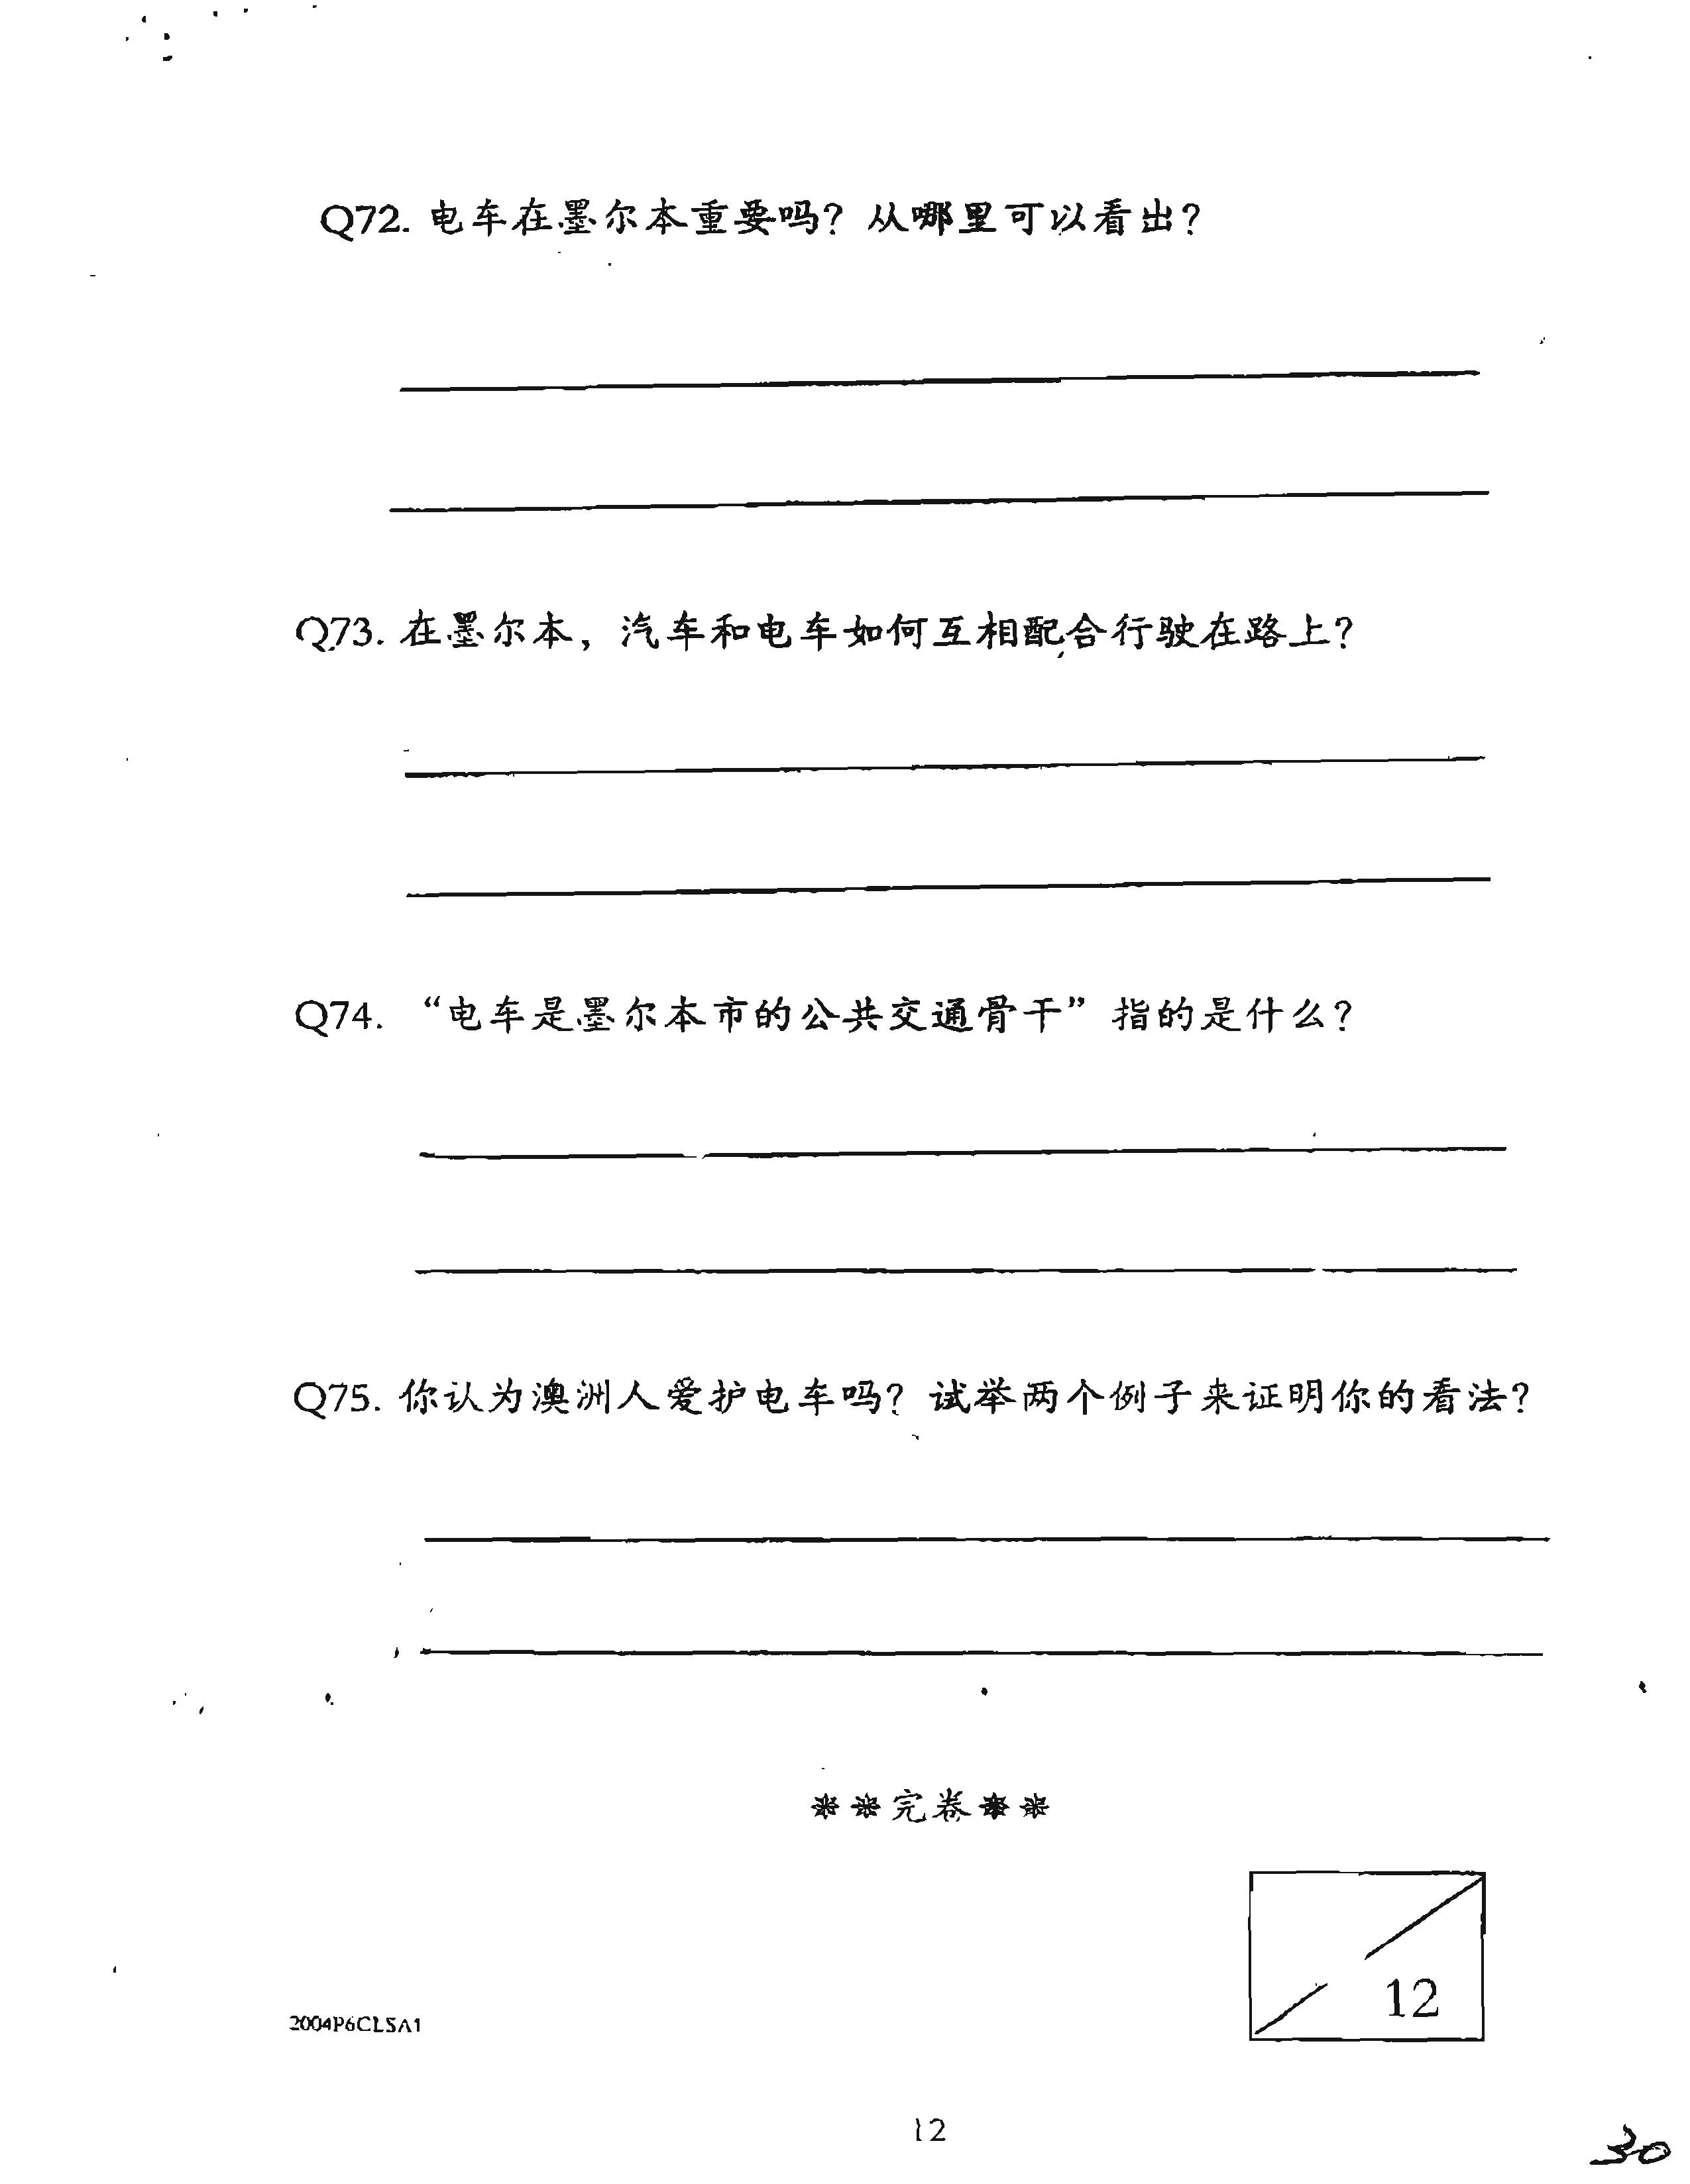 Q72. 电车在墨尔本重要吗？从哪里可以看出？
Q73. 在墨尔本，汽车和电车如何互相配合行驶在路上？
Q74. “电车是墨尔本市的公共交通骨干”指的是什么？
Q75. 你认为澳洲人爱护电车吗？试举两个例子来证明你的看法？
**完卷**
12
2004P6CLSA1
12
30